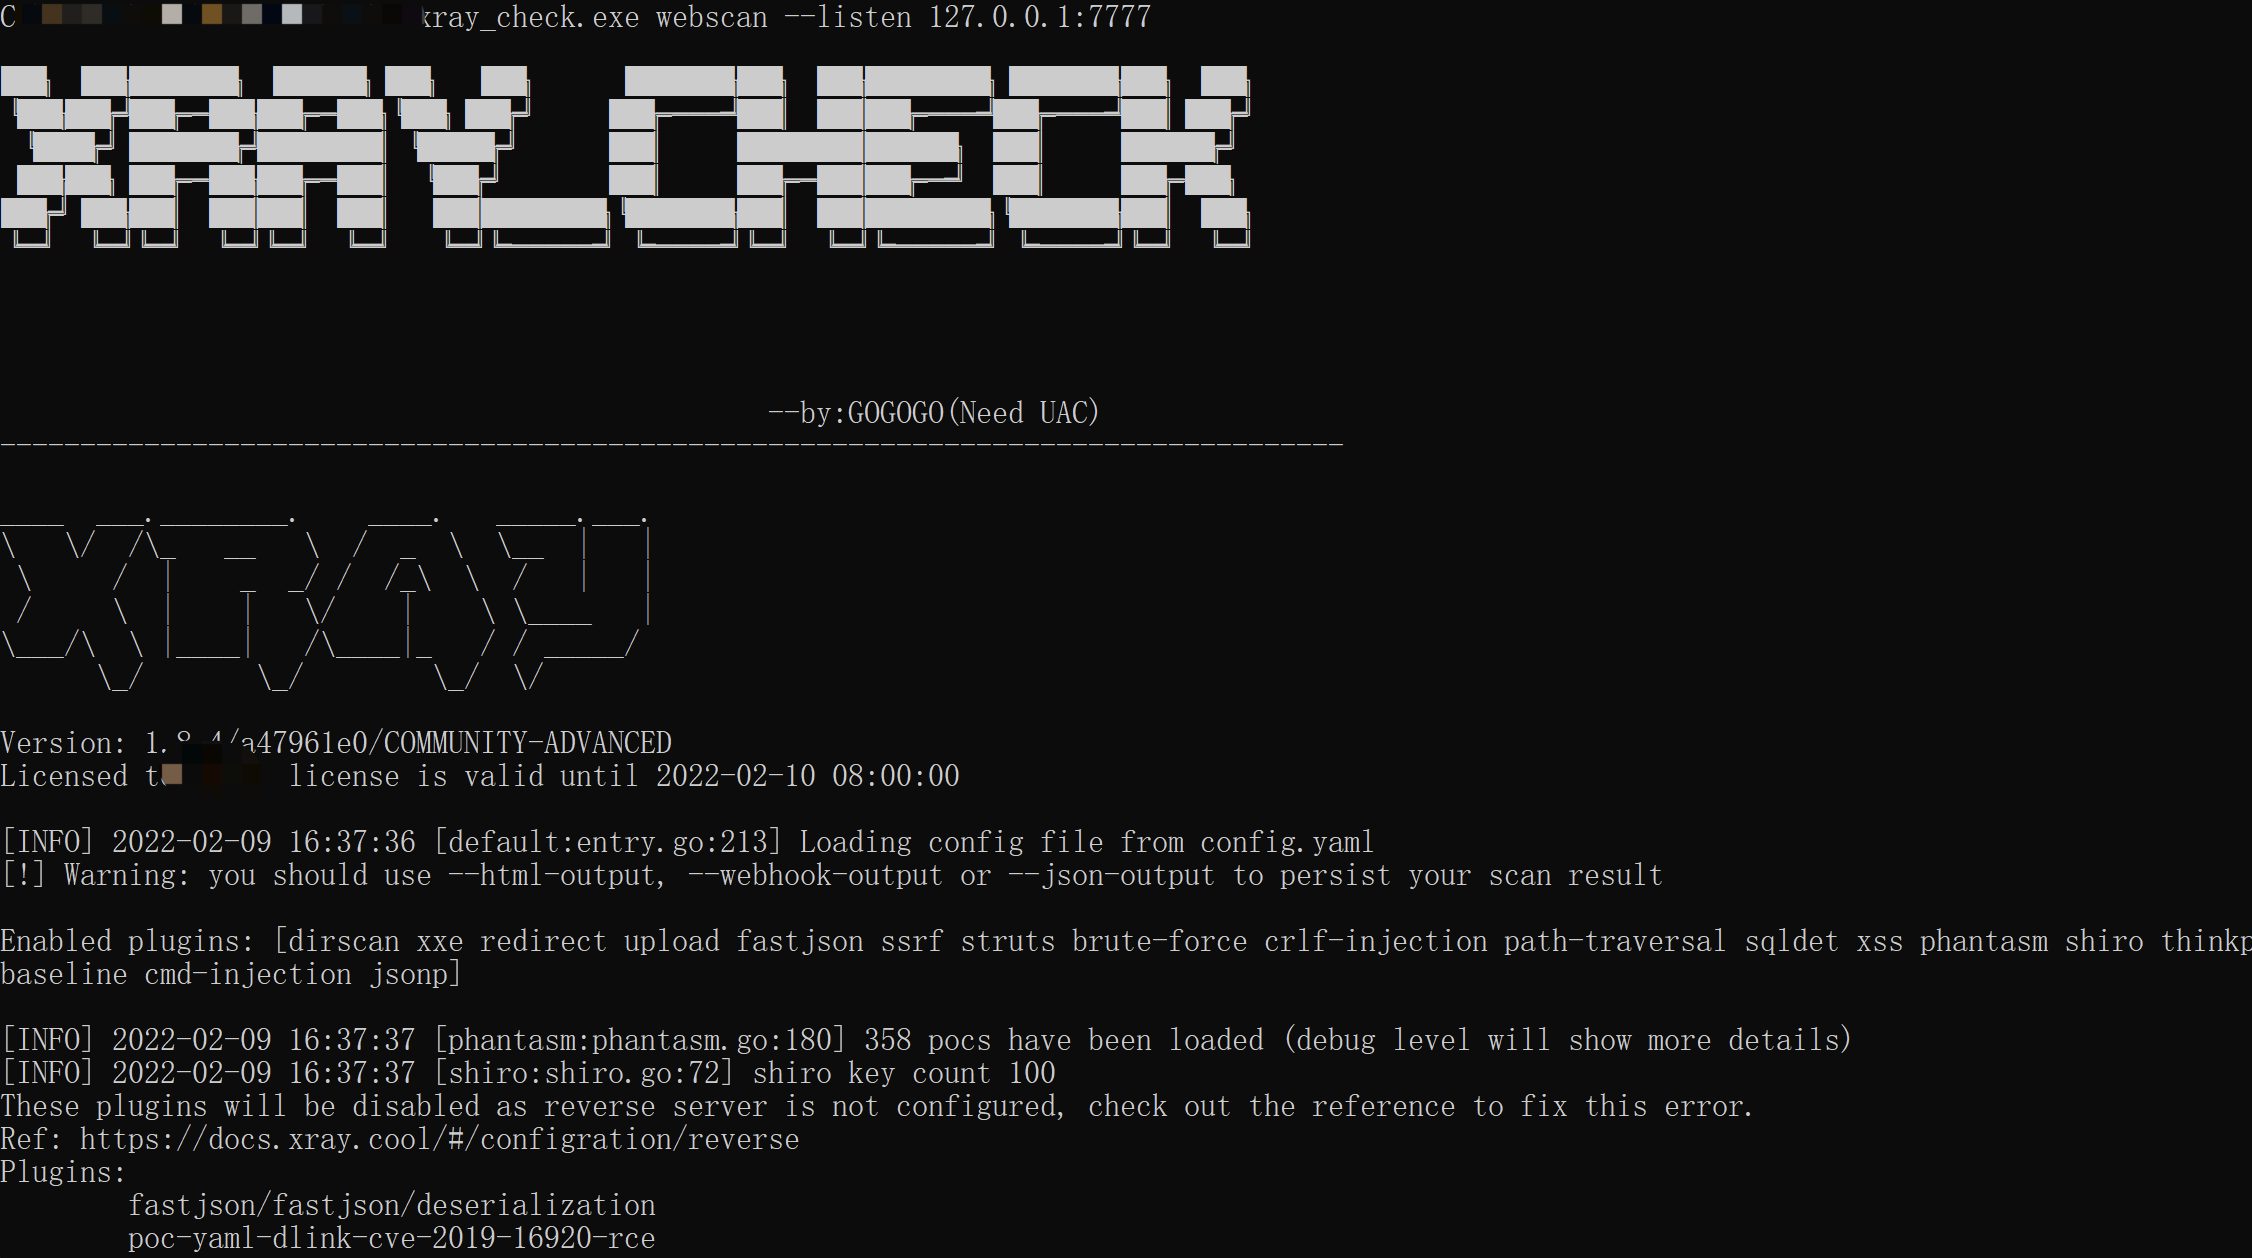 C xray_check.exe webscan --listen 127.0.0.1:7777
XRAY_CHECK
--by:GOGOGO(Need UAC)
------------------------------------------------------------------------------------
XRAY
Version: 1.8.4/a47961e0/COMMUNITY-ADVANCED
Licensed to license is valid until 2022-02-10 08:00:00
[INFO] 2022-02-09 16:37:36 [default:entry.go:213] Loading config file from config.yaml
[!] Warning: you should use --html-output, --webhook-output or --json-output to persist your scan result
Enabled plugins: [dirscan xxe redirect upload fastjson ssrf struts brute-force crlf-injection path-traversal sqldet xss phantasm shiro thinkp
baseline cmd-injection jsonp]
[INFO] 2022-02-09 16:37:37 [phantasm:phantasm.go:180] 358 pocs have been loaded (debug level will show more details)
[INFO] 2022-02-09 16:37:37 [shiro:shiro.go:72] shiro key count 100
These plugins will be disabled as reverse server is not configured, check out the reference to fix this error.
Ref: https://docs.xray.cool/#/configration/reverse
Plugins:
fastjson/fastjson/deserialization
poc-yaml-dlink-cve-2019-16920-rce